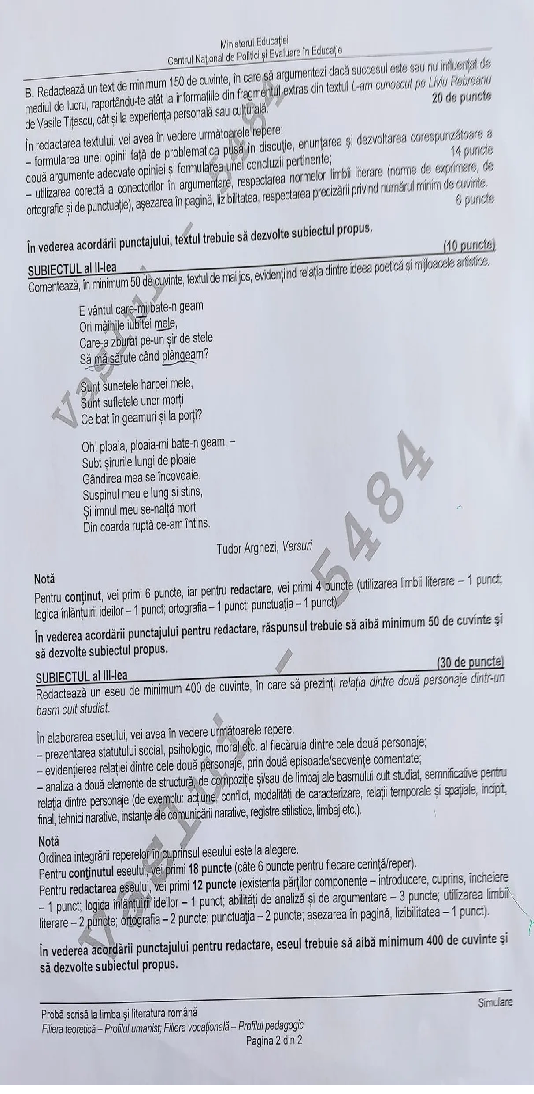 Ministerul Educației
Centrul Național de Politici și Evaluare în Educație
B. Redactează un text de minimum 150 de cuvinte, în care să argumentezi dacă succesul este sau nu influențat de
mediul de lucru, raportându-te atât la informațiile din fragmentul extras din textul L-am cunoscut pe Liviu Rebreanu
de Vasile Țițescu, cât și la experiența personală sau culturală.
20 de puncte
În redactarea textului, vei avea în vedere următoarele repere:
– formularea unei opinii față de problematica pusă în discuție, enunțarea și dezvoltarea corespunzătoare a
două argumente adecvate opiniei și formularea unei concluzii pertinente;
14 puncte
– utilizarea corectă a conectorilor în argumentare, respectarea normelor limbii literare (norme de exprimare, de
ortografie și de punctuație), așezarea în pagină, lizibilitatea, respectarea precizării privind numărul minim de cuvinte.
6 puncte
În vederea acordării punctajului, textul trebuie să dezvolte subiectul propus.
SUBIECTUL al II-lea (10 puncte)
Comentează, în minimum 50 de cuvinte, textul de mai jos, evidențiind relația dintre ideea poetică și mijloacele artistice.
E vântul care-mi bate-n geam
Ori mâinile iubitei mele,
Care-a zburat pe-un șir de stele
Să mă sărute când plângeam?
Sunt sunetele harpei mele,
Sunt sufletele unor morți
Ce bat în geamuri și la porți?
Oh! ploaia, ploaia-mi bate-n geam –
Subt șirurile lungi de ploaie
Gândirea mea se încovoaie.
Suspinul meu e lung și stins,
Și imnul meu se-nalță mort
Din coarda ruptă ce-am întins.
Tudor Arghezi, Versuri
Notă
Pentru conținut, vei primi 6 puncte, iar pentru redactare, vei primi 4 puncte (utilizarea limbii literare – 1 punct;
logica înlănțuirii ideilor – 1 punct; ortografia – 1 punct; punctuația – 1 punct).
În vederea acordării punctajului pentru redactare, răspunsul trebuie să aibă minimum 50 de cuvinte și
să dezvolte subiectul propus.
SUBIECTUL al III-lea (30 de puncte)
Redactează un eseu de minimum 400 de cuvinte, în care să prezinți relația dintre două personaje dintr-un
basm cult studiat.
În elaborarea eseului, vei avea în vedere următoarele repere:
– prezentarea statutului social, psihologic, moral etc. al fiecăruia dintre cele două personaje;
– evidențierea relației dintre cele două personaje, prin două episoade/secvențe comentate;
– analiza a două elemente de structură, de compoziție și/sau de limbaj ale basmului cult studiat, semnificative pentru
relația dintre personaje (de exemplu: acțiune, conflict, modalități de caracterizare, relații temporale și spațiale, incipit,
final, tehnici narative, instanțe ale comunicării narative, registre stilistice, limbaj etc.).
Notă
Ordinea integrării reperelor în cuprinsul eseului este la alegere.
Pentru conținutul eseului, vei primi 18 puncte (câte 6 puncte pentru fiecare cerință/reper).
Pentru redactarea eseului, vei primi 12 puncte (existența părților componente – introducere, cuprins, încheiere
– 1 punct; logica înlănțuirii ideilor – 1 punct; abilități de analiză și de argumentare – 3 puncte; utilizarea limbii
literare – 2 puncte; ortografia – 2 puncte; punctuația – 2 puncte; așezarea în pagină, lizibilitatea – 1 punct).
În vederea acordării punctajului pentru redactare, eseul trebuie să aibă minimum 400 de cuvinte și
să dezvolte subiectul propus.
Probă scrisă la limba și literatura română
Simulare
Filiera teoretică – Profilul umanist; Filiera vocațională – Profilul pedagogic
Pagina 2 din 2
Vaslui - 5484
Vaslui - 5484